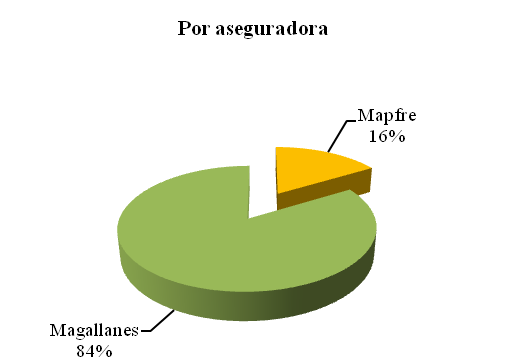 Por aseguradora
Mapfre
16%
Magallanes
84%